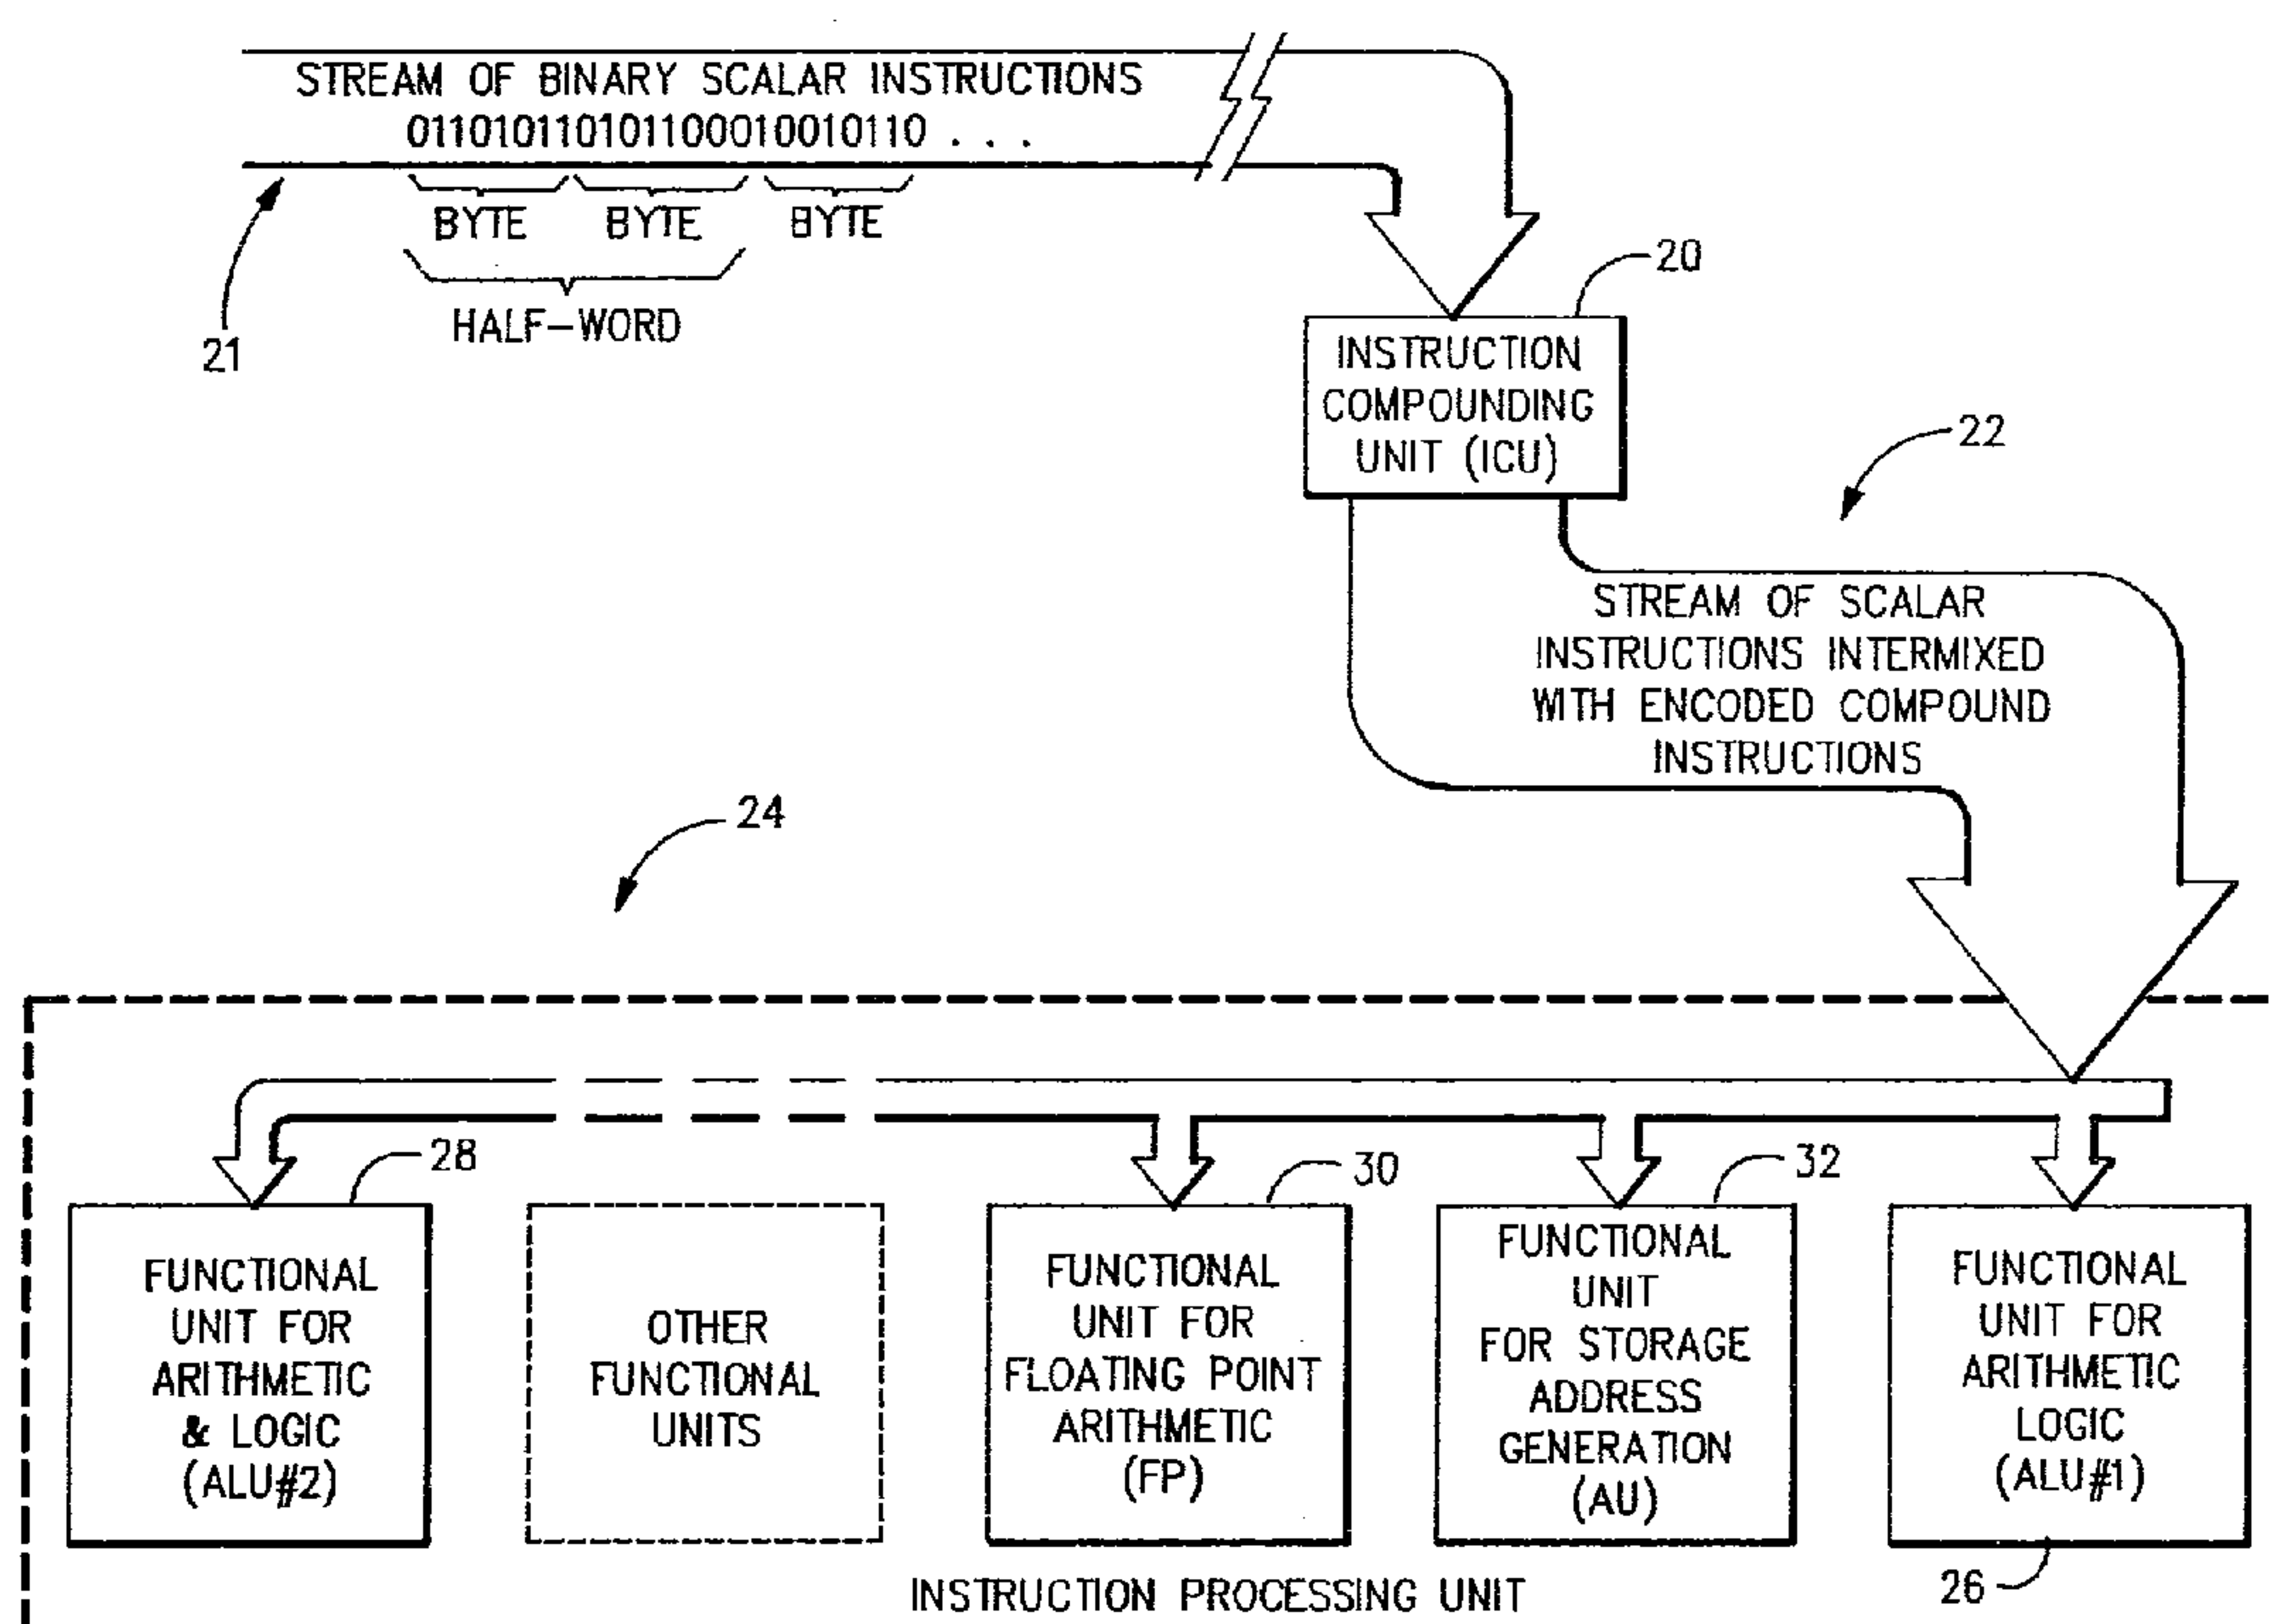 STREAM OF BINARY SCALAR INSTRUCTIONS
011010110101100010010110 . . .
BYTE BYTE BYTE
HALF-WORD
21
20
INSTRUCTION
COMPOUNDING
UNIT (ICU)
22
STREAM OF SCALAR
INSTRUCTIONS INTERMIXED
WITH ENCODED COMPOUND
INSTRUCTIONS
24
28
FUNCTIONAL
UNIT FOR
ARITHMETIC
& LOGIC
(ALU#2)
OTHER
FUNCTIONAL
UNITS
30
FUNCTIONAL
UNIT FOR
FLOATING POINT
ARITHMETIC
(FP)
32
FUNCTIONAL
UNIT
FOR STORAGE
ADDRESS
GENERATION
(AU)
FUNCTIONAL
UNIT FOR
ARITHMETIC
LOGIC
(ALU#1)
26
INSTRUCTION PROCESSING UNIT